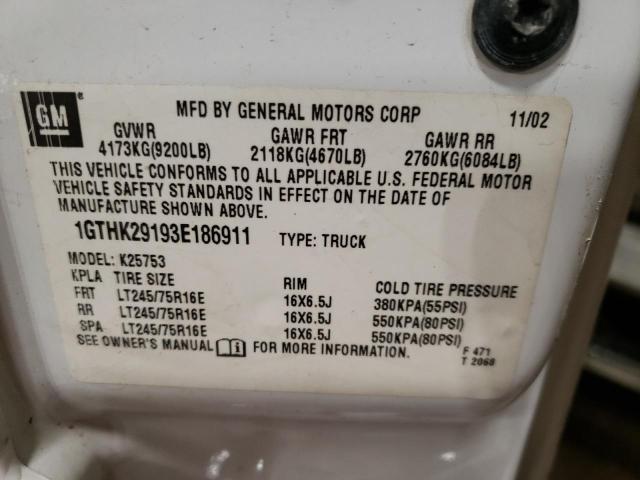 GM ®
MFD BY GENERAL MOTORS CORP 11/02
GVWR GAWR FRT GAWR RR
4173KG(9200LB) 2118KG(4670LB) 2760KG(6084LB)
THIS VEHICLE CONFORMS TO ALL APPLICABLE U.S. FEDERAL MOTOR
VEHICLE SAFETY STANDARDS IN EFFECT ON THE DATE OF
MANUFACTURE SHOWN ABOVE.
1GTHK29193E186911 TYPE: TRUCK
MODEL: K25753
KPLA TIRE SIZE RIM COLD TIRE PRESSURE
FRT LT245/75R16E 16X6.5J 380KPA(55PSI)
RR LT245/75R16E 16X6.5J 550KPA(80PSI)
SPA LT245/75R16E 16X6.5J 550KPA(80PSI)
SEE OWNER'S MANUAL FOR MORE INFORMATION.
F 471
T 2068